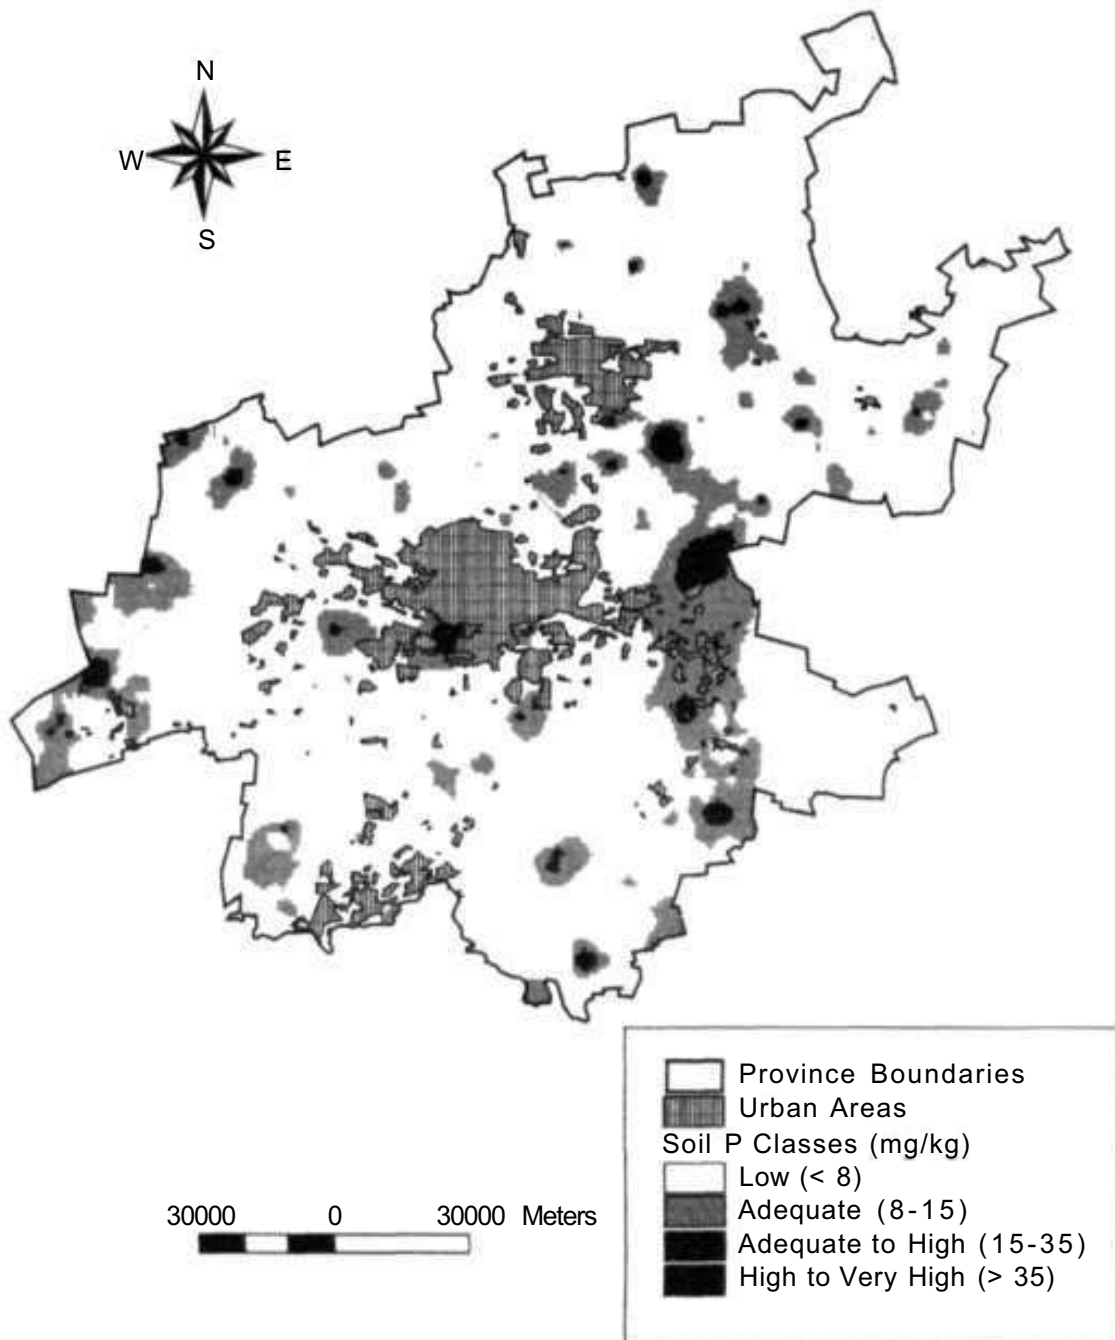 N
W E
S
30000 0 30000 Meters
Province Boundaries
Urban Areas
Soil P Classes (mg/kg)
Low (< 8)
Adequate (8-15)
Adequate to High (15-35)
High to Very High (> 35)